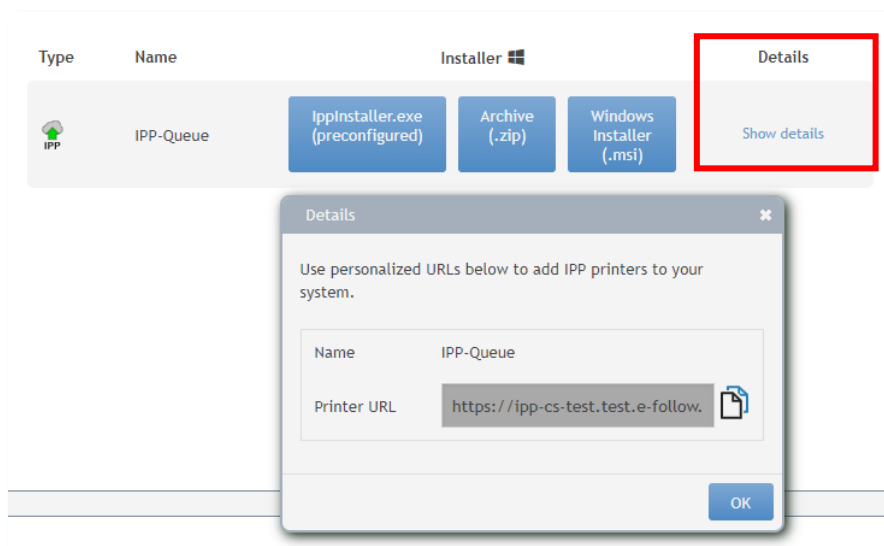 Type Name Installer Details
IPP IPP-Queue IppInstaller.exe (preconfigured) Archive (.zip) Windows Installer (.msi) Show details
Details
Use personalized URLs below to add IPP printers to your
system.
Name IPP-Queue
Printer URL https://ipp-cs-test.test.e-follow.
OK